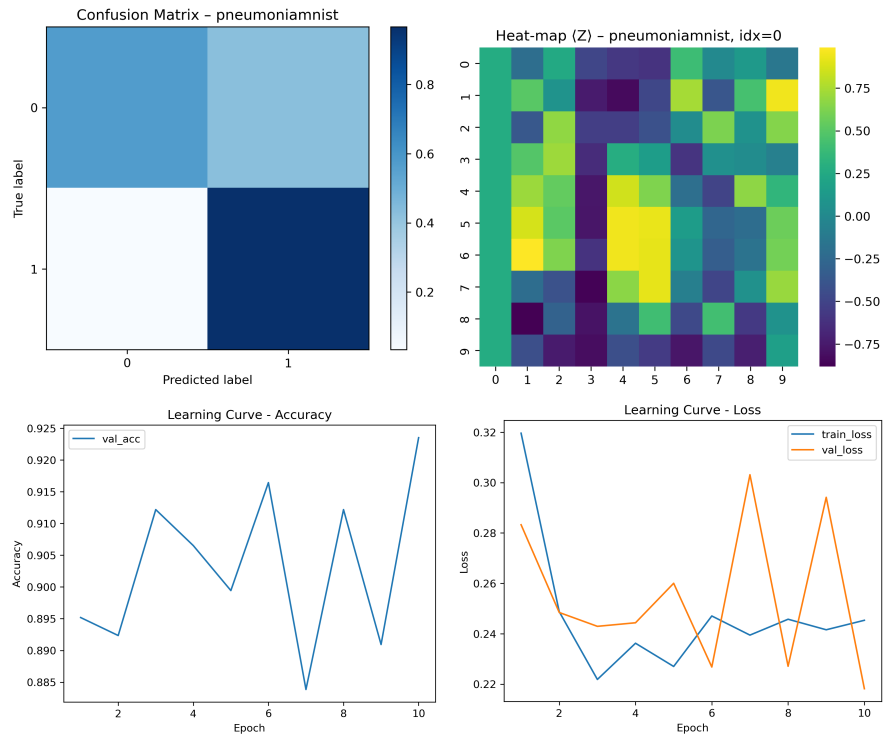 Confusion Matrix – pneumoniamnist
True label
0
1
0
1
Predicted label
0.8
0.6
0.4
0.2
Heat-map ⟨Z⟩ – pneumoniamnist, idx=0
0
1
2
3
4
5
6
7
8
9
0 1 2 3 4 5 6 7 8 9
0.75
0.50
0.25
0.00
−0.25
−0.50
−0.75
Learning Curve - Accuracy
val_acc
Accuracy
0.925
0.920
0.915
0.910
0.905
0.900
0.895
0.890
0.885
2 4 6 8 10
Epoch
Learning Curve - Loss
train_loss
val_loss
Loss
0.32
0.30
0.28
0.26
0.24
0.22
2 4 6 8 10
Epoch